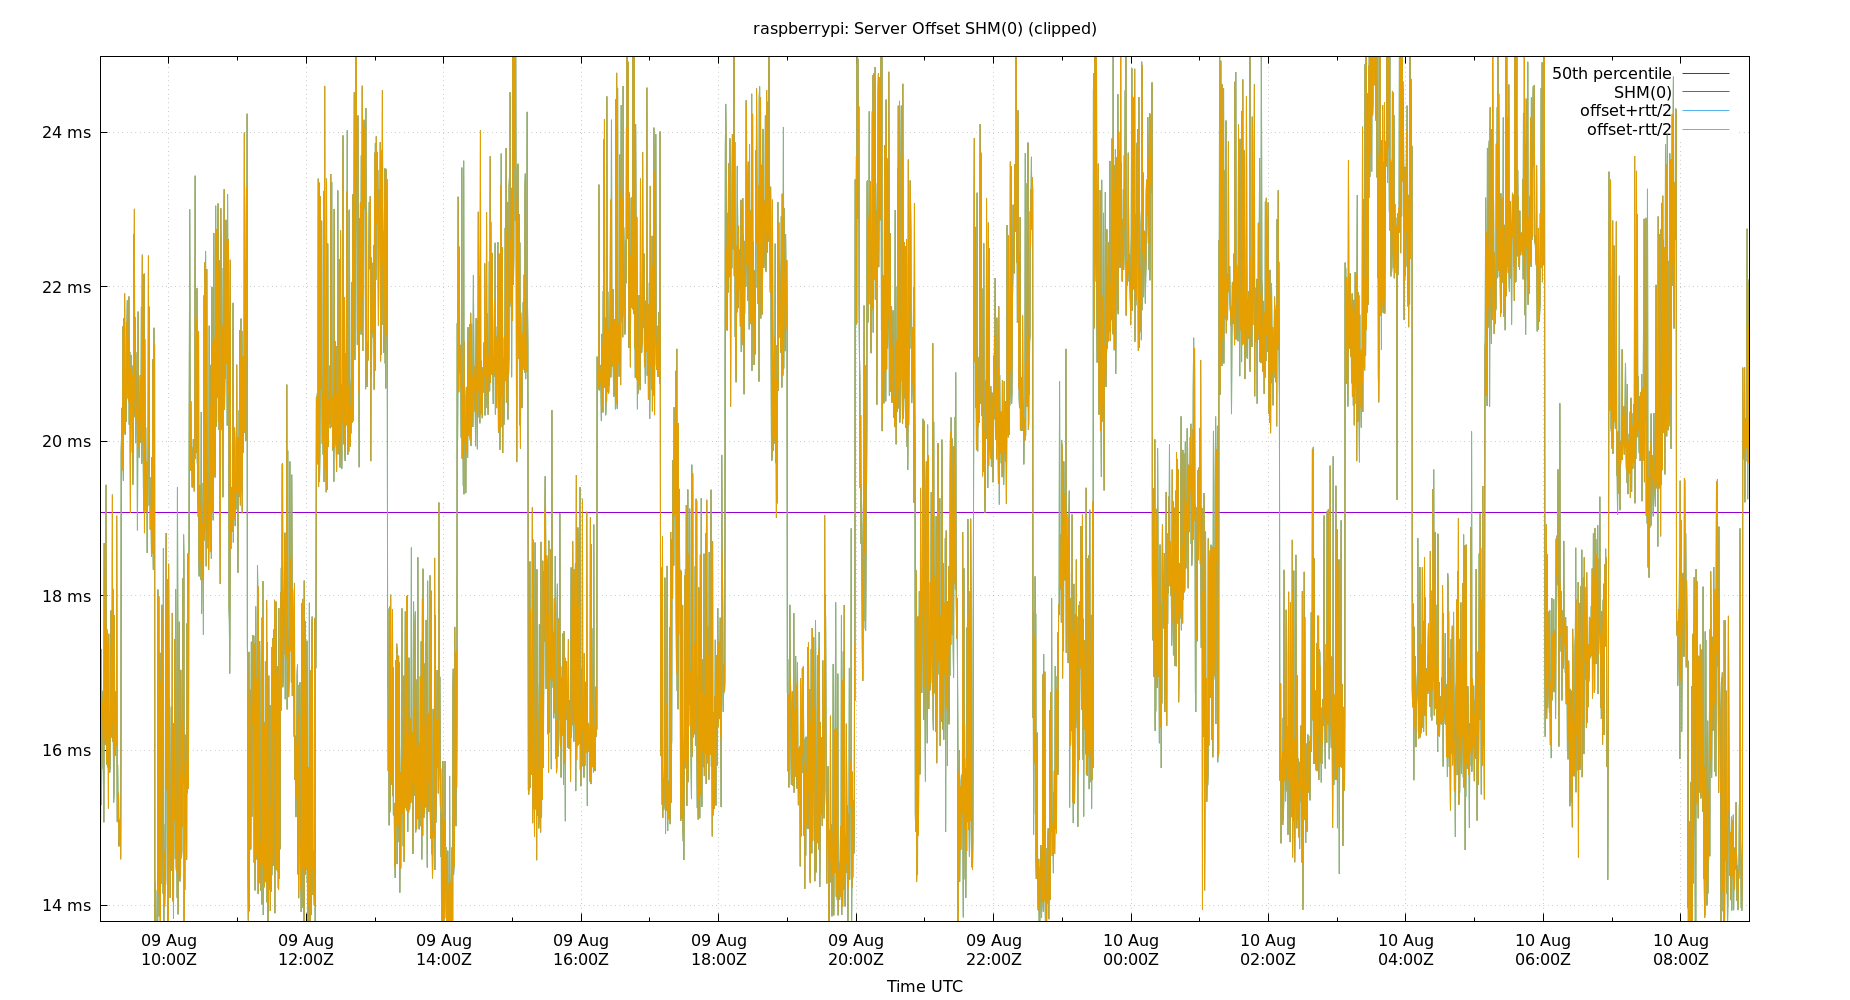 raspberrypi: Server Offset SHM(0) (clipped)
50th percentile
SHM(0)
offset+rtt/2
offset-rtt/2
24 ms
22 ms
20 ms
18 ms
16 ms
14 ms
09 Aug 09 Aug 09 Aug 09 Aug 09 Aug 09 Aug 09 Aug 10 Aug 10 Aug 10 Aug 10 Aug 10 Aug
10:00Z 12:00Z 14:00Z 16:00Z 18:00Z 20:00Z 22:00Z 00:00Z 02:00Z 04:00Z 06:00Z 08:00Z
Time UTC